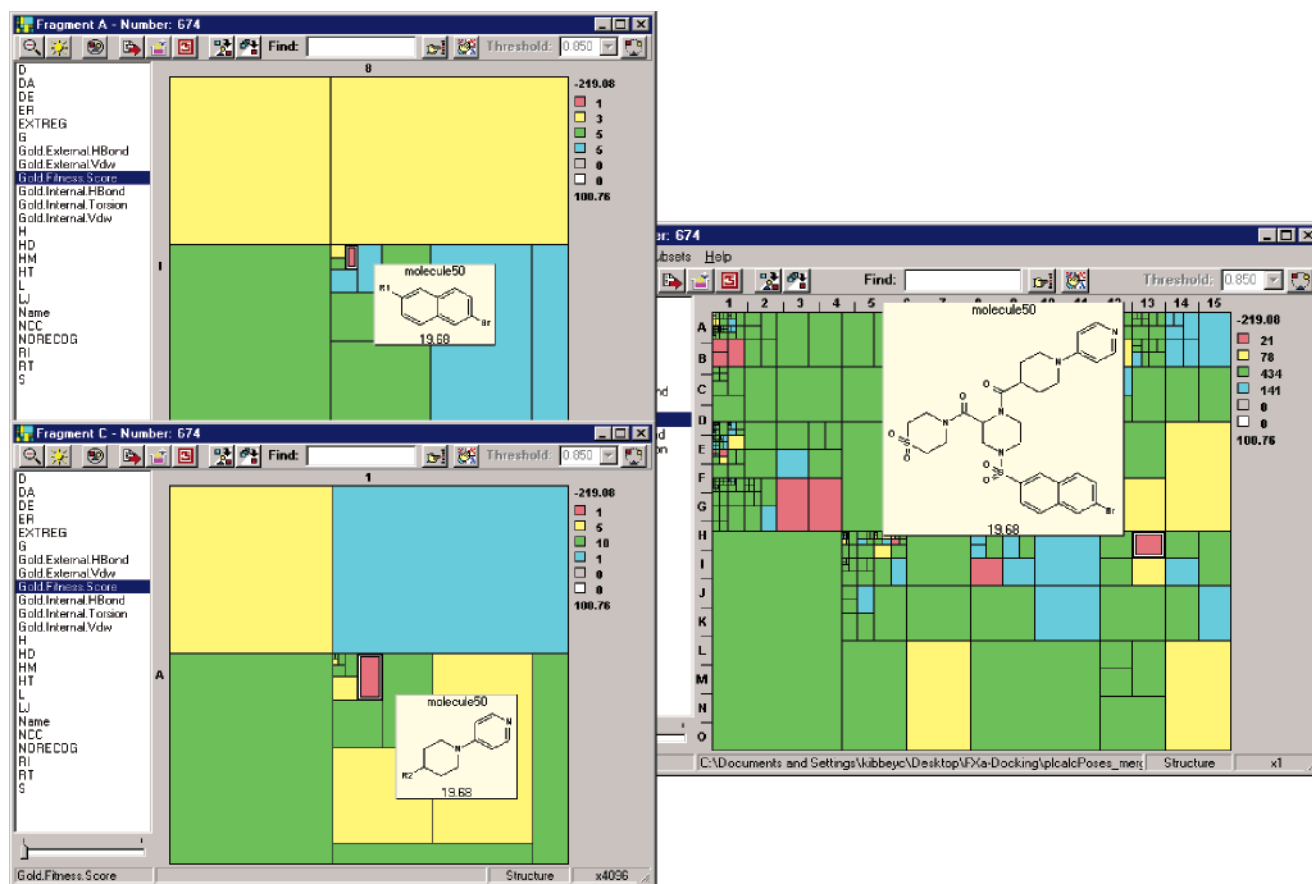 Fragment A - Number: 674
Find:
Threshold: 0.850
D
DA
DE
ER
EXTREG
G
Gold.External.HBond
Gold.External.Vdw
Gold.Fitness.Score
Gold.Internal.HBond
Gold.Internal.Torsion
Gold.Internal.Vdw
H
HD
HM
HT
L
LJ
Name
NCC
NORECOG
RI
RT
S
8
I
-219.08
1
3
5
5
0
0
100.76
molecule50
R1
Br
19.68
Fragment C - Number: 674
Find:
Threshold: 0.850
D
DA
DE
ER
EXTREG
G
Gold.External.HBond
Gold.External.Vdw
Gold.Fitness.Score
Gold.Internal.HBond
Gold.Internal.Torsion
Gold.Internal.Vdw
H
HD
HM
HT
L
LJ
Name
NCC
NORECOG
RI
RT
S
1
A
-219.08
1
5
10
1
0
0
100.76
molecule50
N
N
R2
19.68
Gold.Fitness.Score
Structure
x4096
er: 674
ubsets Help
Find:
Threshold: 0.850
1 2 3 4 5 6 7 8 9 10 11 12 13 14 15
A
B
C
D
E
F
G
H
I
J
K
L
M
N
O
-219.08
21
78
434
141
0
0
100.76
molecule50
N
N
O
O
N
N
O
S
O
N
O
S
O
Br
19.68
C:\Documents and Settings\kibbeyc\Desktop\FXa-Docking\plcalcPoses_merg
Structure
x1